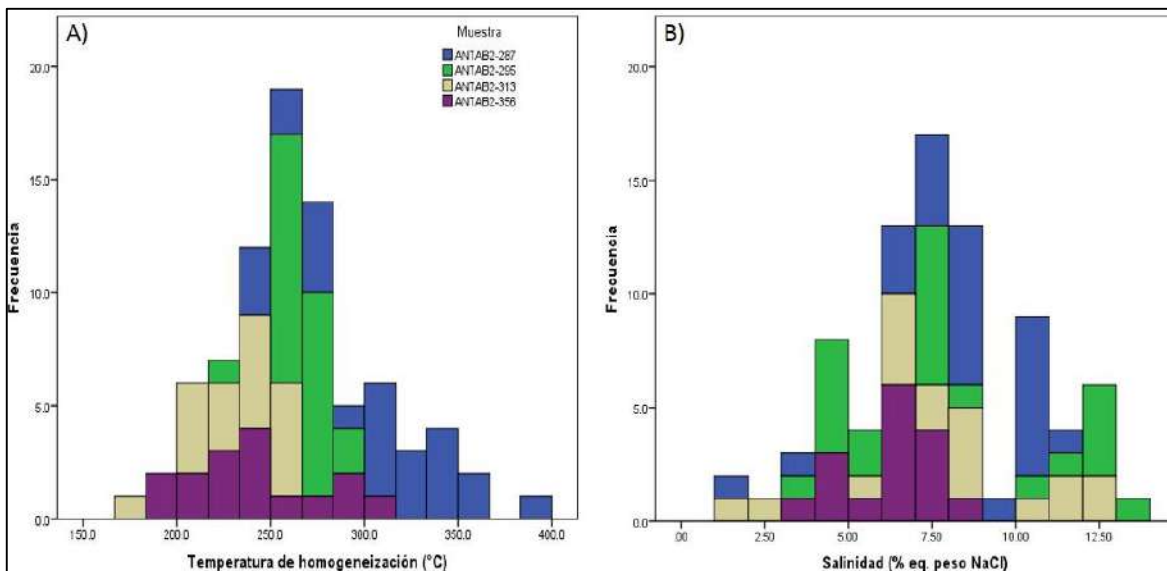 A)
Muestra
ANTAB2-287
ANTAB2-295
ANTAB2-313
ANTAB2-356
Frecuencia
20.0
15.0
10.0
5.0
0.0
150.0 200.0 250.0 300.0 350.0 400.0
Temperatura de homogeneización (°C)
B)
Frecuencia
20.0
15.0
10.0
5.0
0.0
.00 2.50 5.00 7.50 10.00 12.50
Salinidad (% eq. peso NaCl)